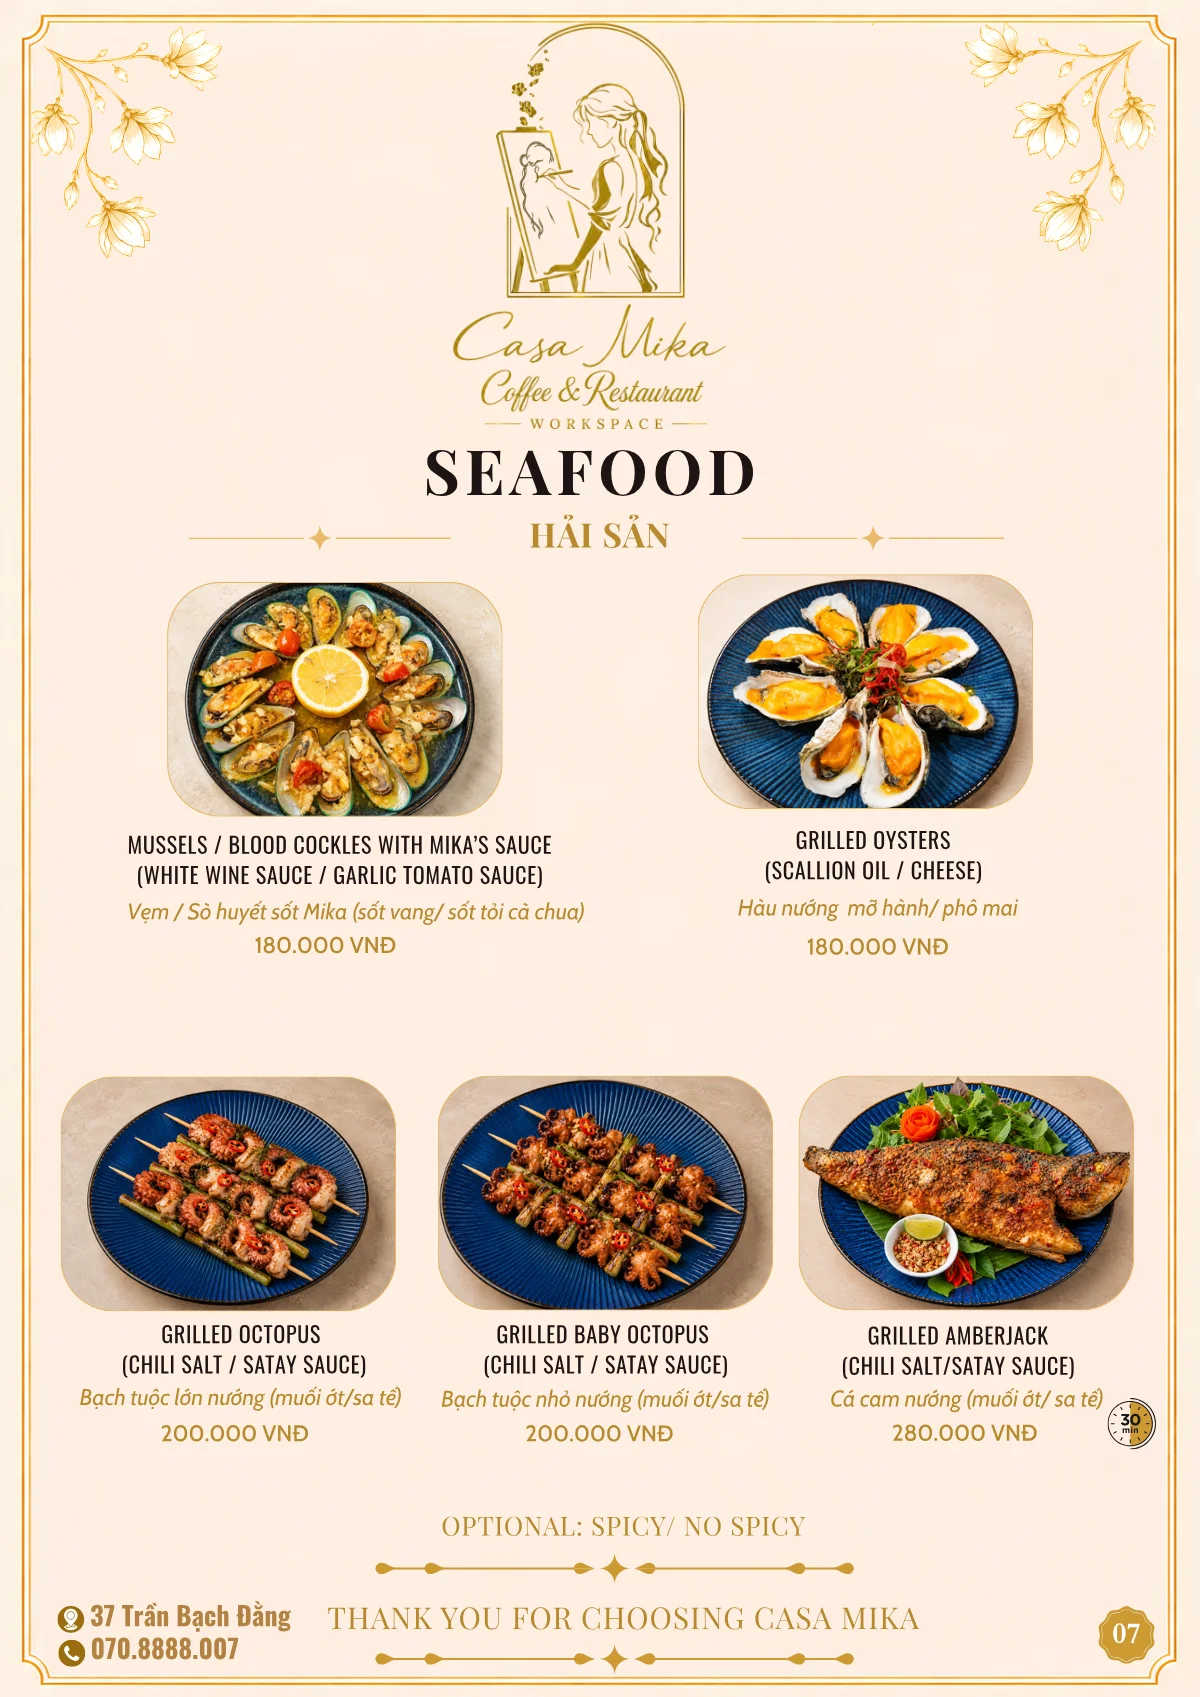 Casa Mika
Coffee & Restaurant
WORKSPACE
SEAFOOD
HẢI SẢN
MUSSELS / BLOOD COCKLES WITH MIKA'S SAUCE
(WHITE WINE SAUCE / GARLIC TOMATO SAUCE)
Vẹm / Sò huyết sốt Mika (sốt vang/ sốt tỏi cà chua)
180.000 VNĐ
GRILLED OYSTERS
(SCALLION OIL / CHEESE)
Hàu nướng mỡ hành/ phô mai
180.000 VNĐ
GRILLED OCTOPUS
(CHILI SALT / SATAY SAUCE)
Bạch tuộc lớn nướng (muối ớt/sa tế)
200.000 VNĐ
GRILLED BABY OCTOPUS
(CHILI SALT / SATAY SAUCE)
Bạch tuộc nhỏ nướng (muối ớt/sa tế)
200.000 VNĐ
GRILLED AMBERJACK
(CHILI SALT/SATAY SAUCE)
Cá cam nướng (muối ớt/ sa tế)
280.000 VNĐ
30
min
OPTIONAL: SPICY/ NO SPICY
37 Trần Bạch Đằng
070.8888.007
THANK YOU FOR CHOOSING CASA MIKA
07